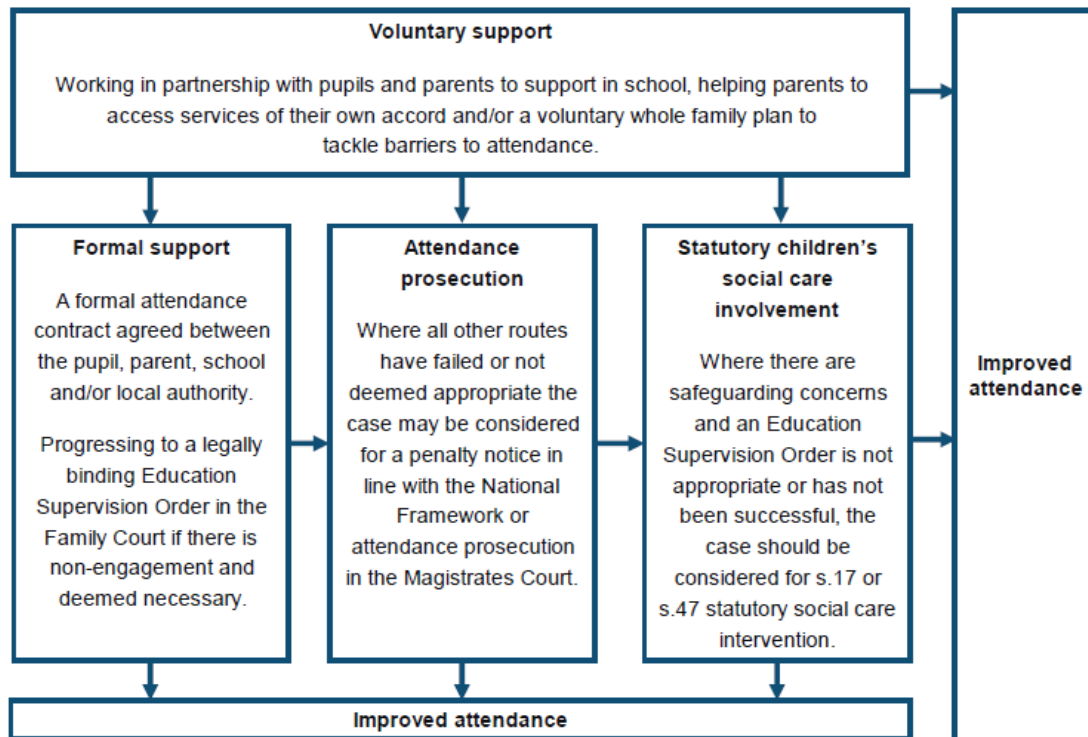 Voluntary support
Working in partnership with pupils and parents to support in school, helping parents to
access services of their own accord and/or a voluntary whole family plan to
tackle barriers to attendance.
Formal support
A formal attendance
contract agreed between
the pupil, parent, school
and/or local authority.
Progressing to a legally
binding Education
Supervision Order in the
Family Court if there is
non-engagement and
deemed necessary.
Attendance
prosecution
Where all other routes
have failed or not
deemed appropriate the
case may be considered
for a penalty notice in
line with the National
Framework or
attendance prosecution
in the Magistrates Court.
Statutory children’s
social care
involvement
Where there are
safeguarding concerns
and an Education
Supervision Order is not
appropriate or has not
been successful, the
case should be
considered for s.17 or
s.47 statutory social care
intervention.
Improved
attendance
Improved attendance